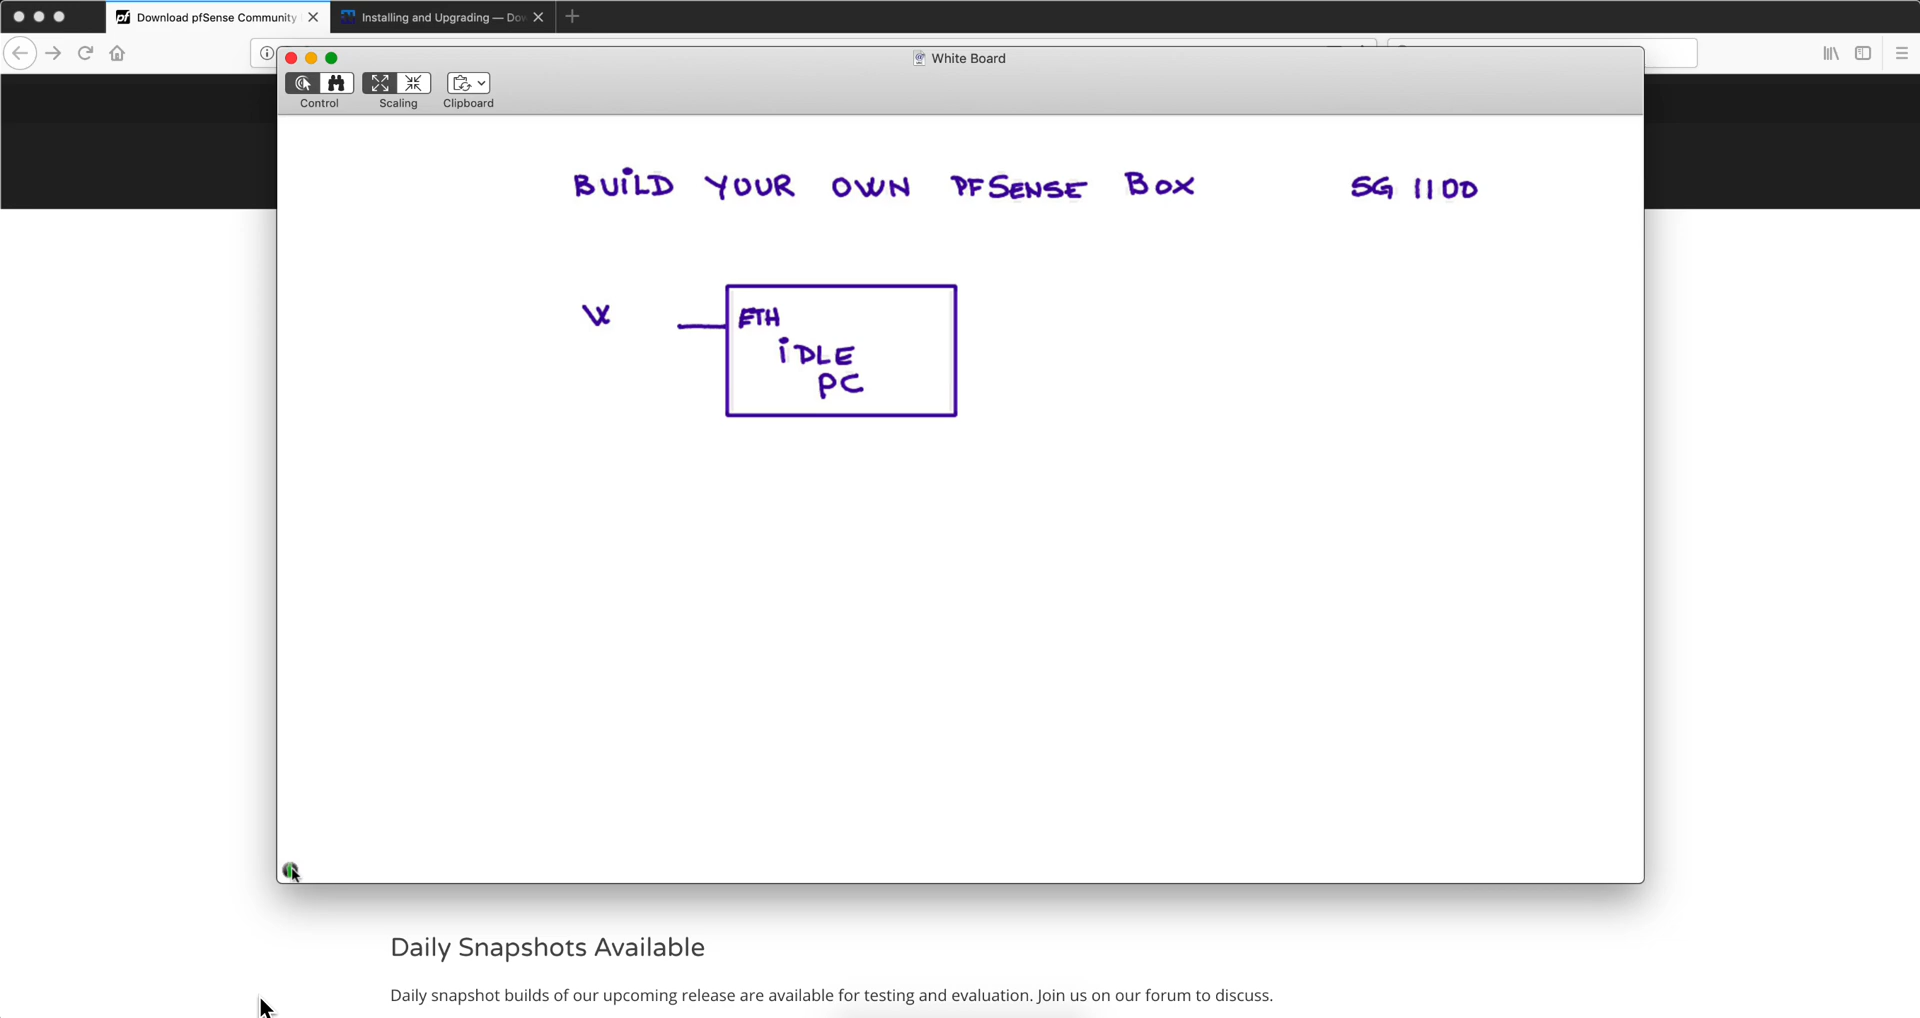 Download pfSense Community
Installing and Upgrading — Dow
White Board
Control
Scaling
Clipboard
BUILD YOUR OWN PFSENSE BOX
SG 1100
ETH
IDLE
PC
Daily Snapshots Available
Daily snapshot builds of our upcoming release are available for testing and evaluation. Join us on our forum to discuss.